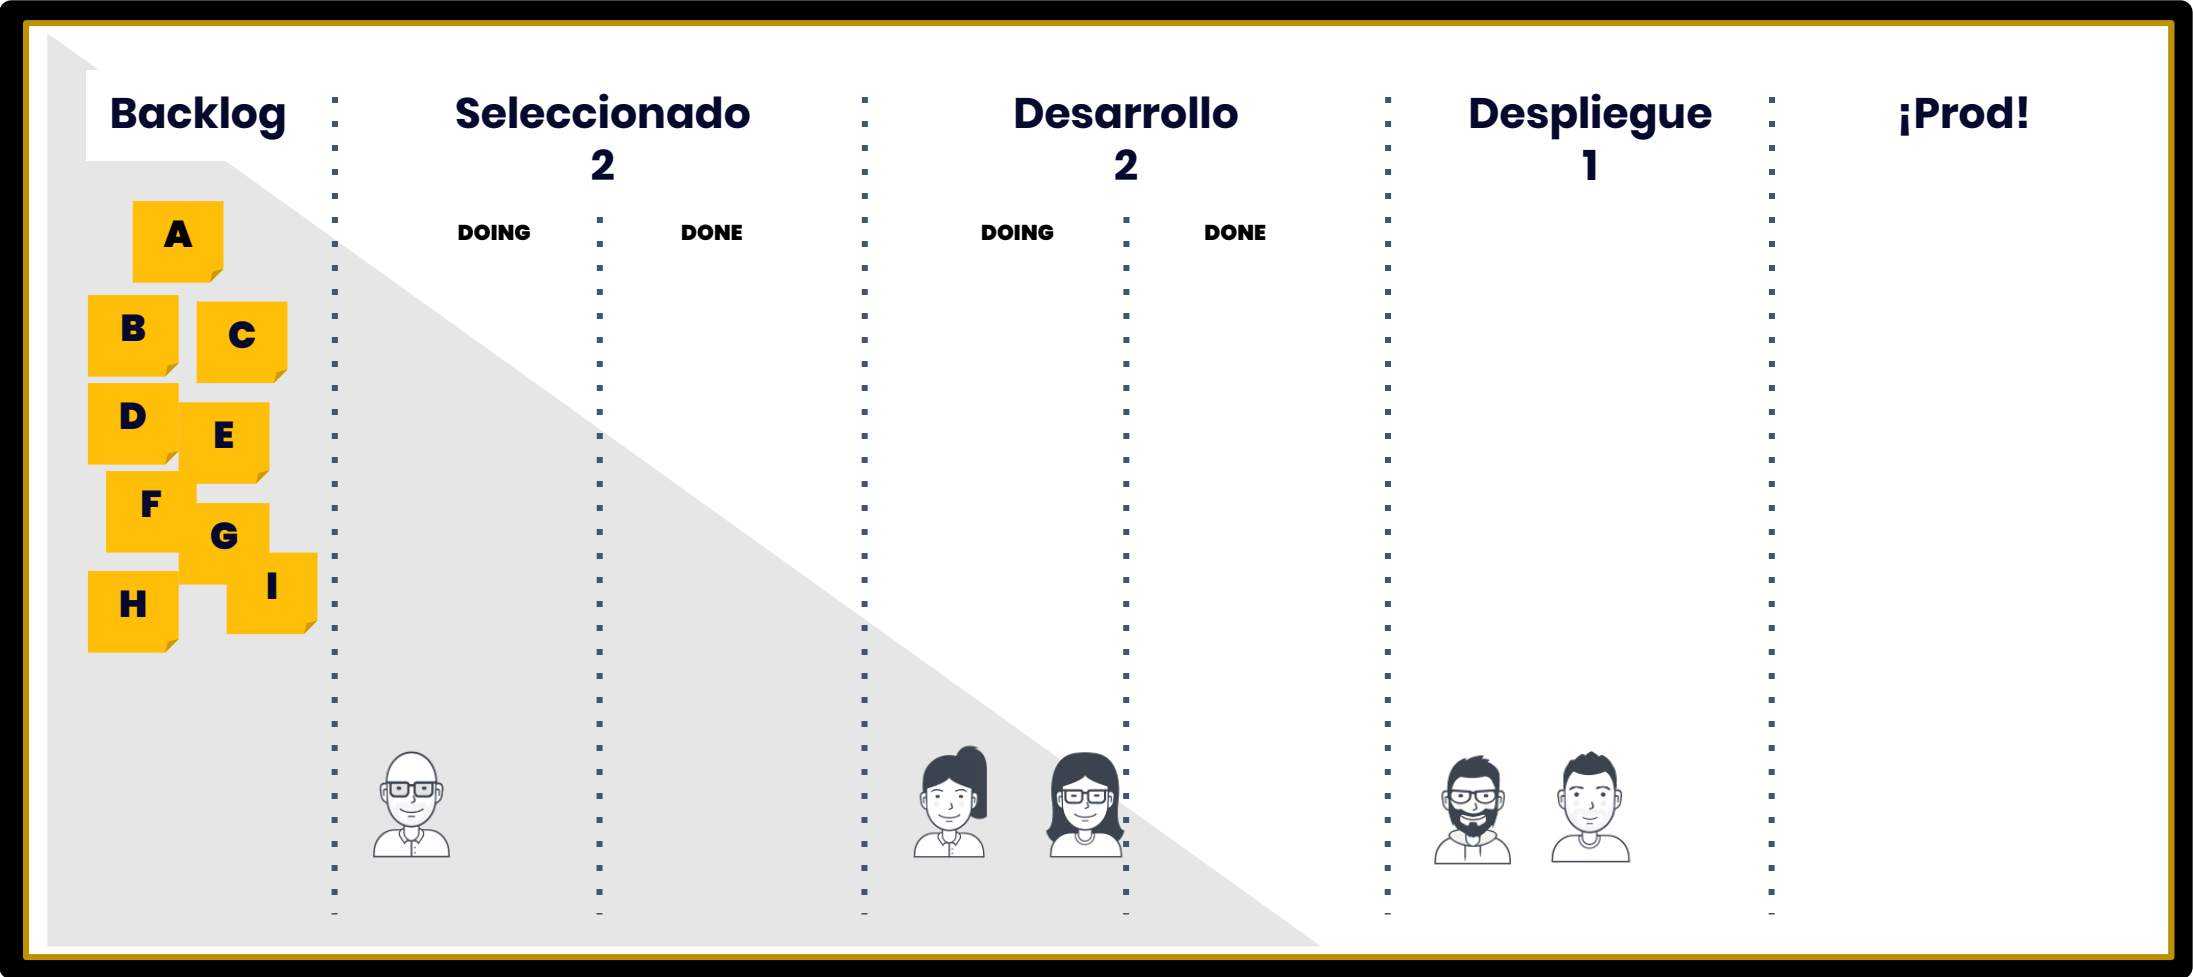 Backlog
Seleccionado
2
Desarrollo
2
Despliegue
1
¡Prod!
DOING
DONE
DOING
DONE
A
B
C
D
E
F
G
H
I